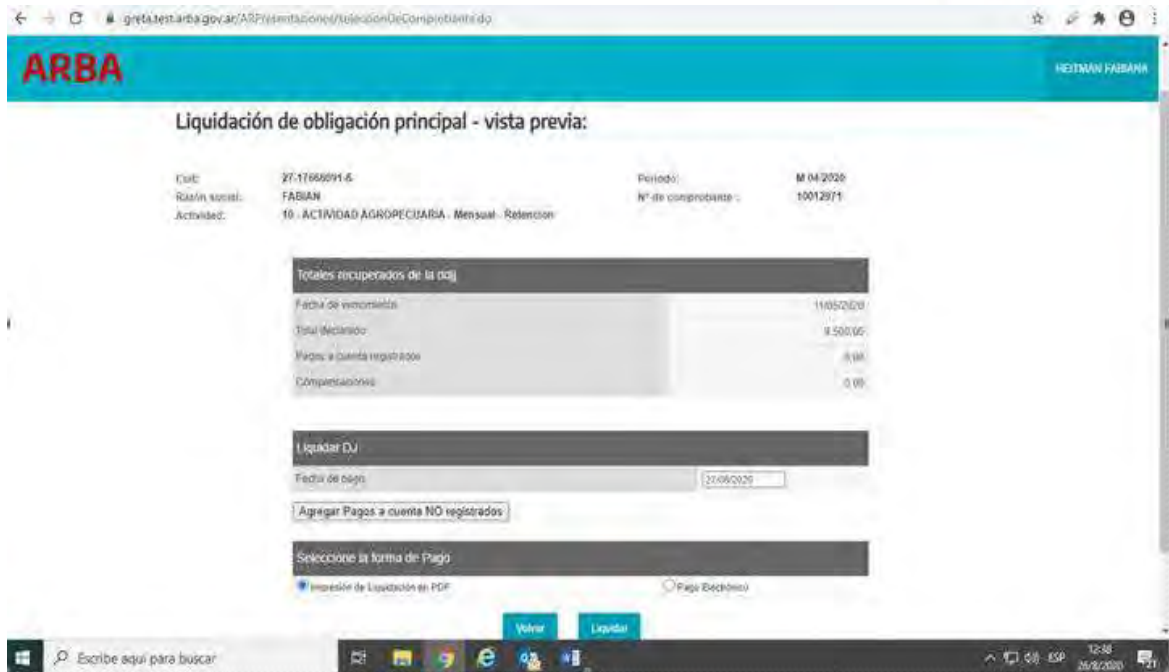 greta.test.arba.gov.ar/ARPresentaciones/seleccionDeComprobante.do
ARBA
HEITMAN FABIANA
Liquidación de obligación principal - vista previa:
Cuit: 27-17668091-6 Periodo: M 04/2020
Razón social: FABIAN Nº de comprobante : 10012971
Actividad: 10 - ACTIVIDAD AGROPECUARIA - Mensual - Retencion
Totales recuperados de la ddjj
Fecha de vencimiento 11/05/2020
Total declarado 9.500,00
Pagos a cuenta registrados 0,00
Compensaciones 0,00
Liquidar DJ
Fecha de pago 27/08/2020
Agregar Pagos a cuenta NO registrados
Seleccione la forma de Pago
Impresión de Liquidación en PDF Pago Electrónico
Volver Liquidar
Escribe aquí para buscar ESP 12:38
26/8/2020